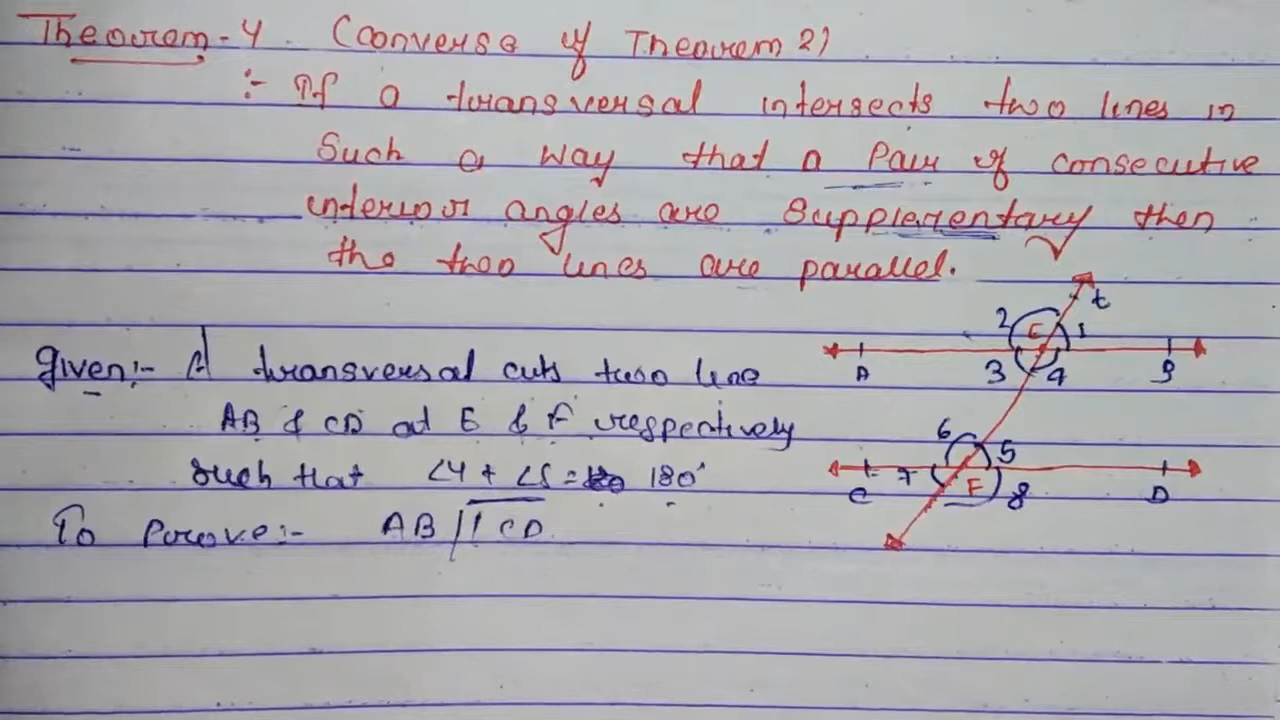 Theorem-4 (Converse of Theorem 2)
:- If a transversal intersects two lines in
Such a way that a Pair of consecutive
interior angles are Supplementary then
the two lines are parallel.
t
2 E 1
A 3 4 B
Given:- A transversal cuts two line
AB & CD at E & F respectively
6 5
such that ∠4 + ∠5 = 180°
C 7 F 8 D
To Prove:- AB || CD